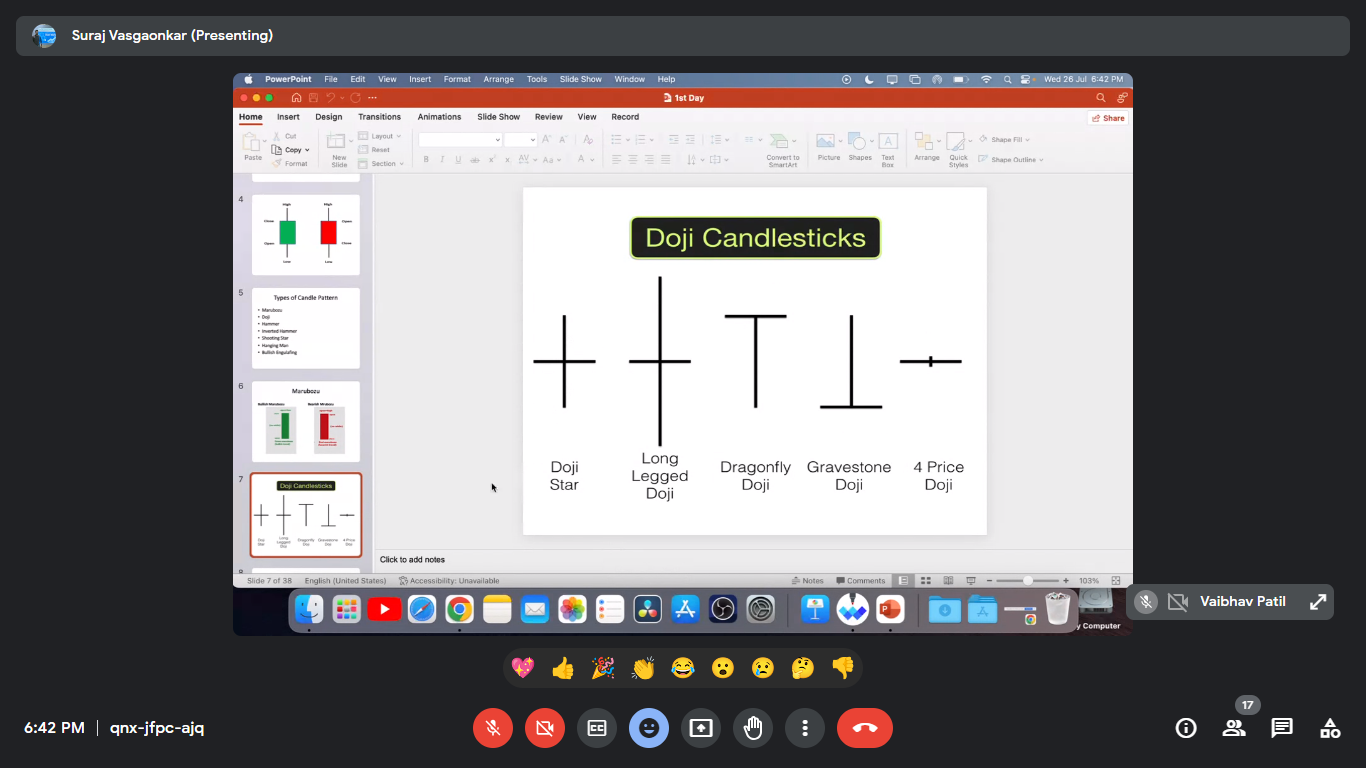 Suraj Vasgaonkar (Presenting)
PowerPoint File Edit View Insert Format Arrange Tools Slide Show Window Help
Wed 26 Jul 6:42 PM
1st Day
Home Insert Design Transitions Animations Slide Show Review View Record
Share
Paste
Cut
Copy
Format
New
Slide
Layout
Reset
Section
Convert to
SmartArt
Picture
Shapes
Text
Box
Arrange
Quick
Styles
Shape Fill
Shape Outline
4
High High
Close Open
Open Close
Low Low
5
Types of Candle Pattern
• Marubozu
• Doji
• Hammer
• Inverted Hammer
• Shooting Star
• Hanging Man
• Bullish Engulafing
6
Marubozu
7
Doji Candlesticks
Doji
Star
Long
Legged
Doji
Dragonfly
Doji
Gravestone
Doji
4 Price
Doji
8
Doji Candlesticks
Doji
Star
Long
Legged
Doji
Dragonfly
Doji
Gravestone
Doji
4 Price
Doji
Click to add notes
Slide 7 of 38 English (United States) Accessibility: Unavailable
Notes Comments 103%
y Computer
Vaibhav Patil
6:42 PM | qnx-jfpc-ajq
17